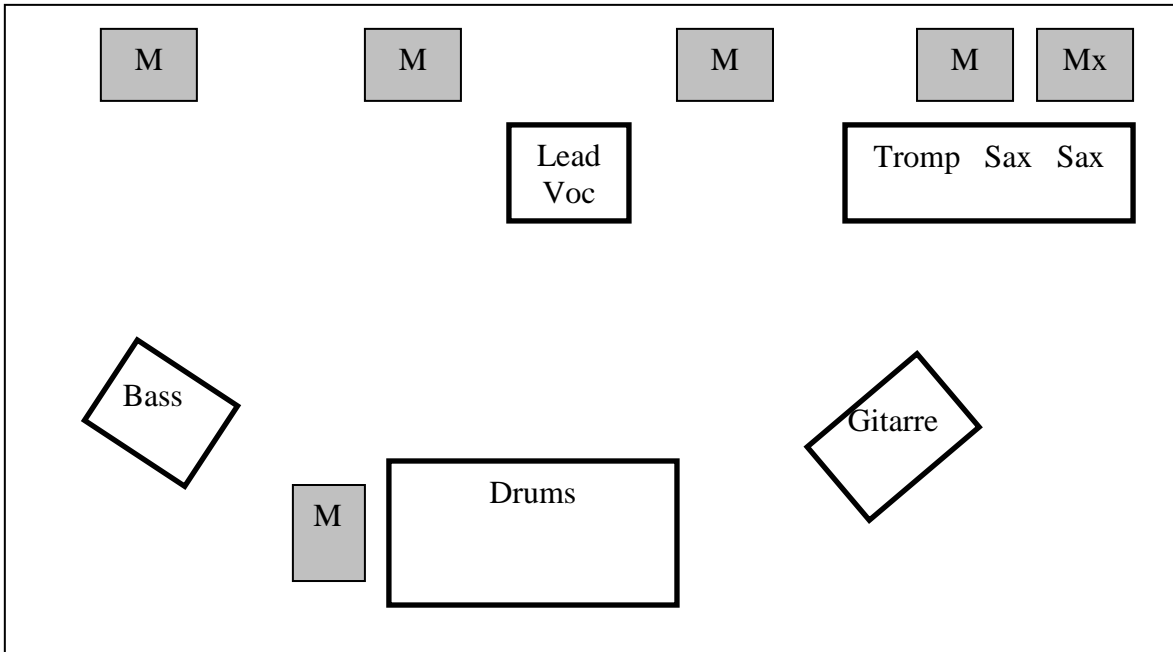 M M M M Mx
Lead
Voc
Tromp Sax Sax
Bass
Gitarre
Drums
M